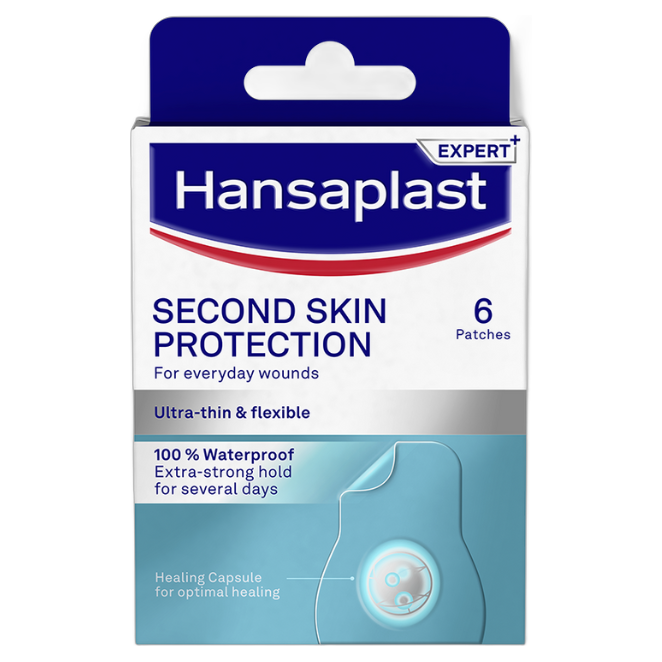 EXPERT+
Hansaplast
SECOND SKIN
PROTECTION
For everyday wounds
6
Patches
Ultra-thin & flexible
100 % Waterproof
Extra-strong hold
for several days
Healing Capsule
for optimal healing